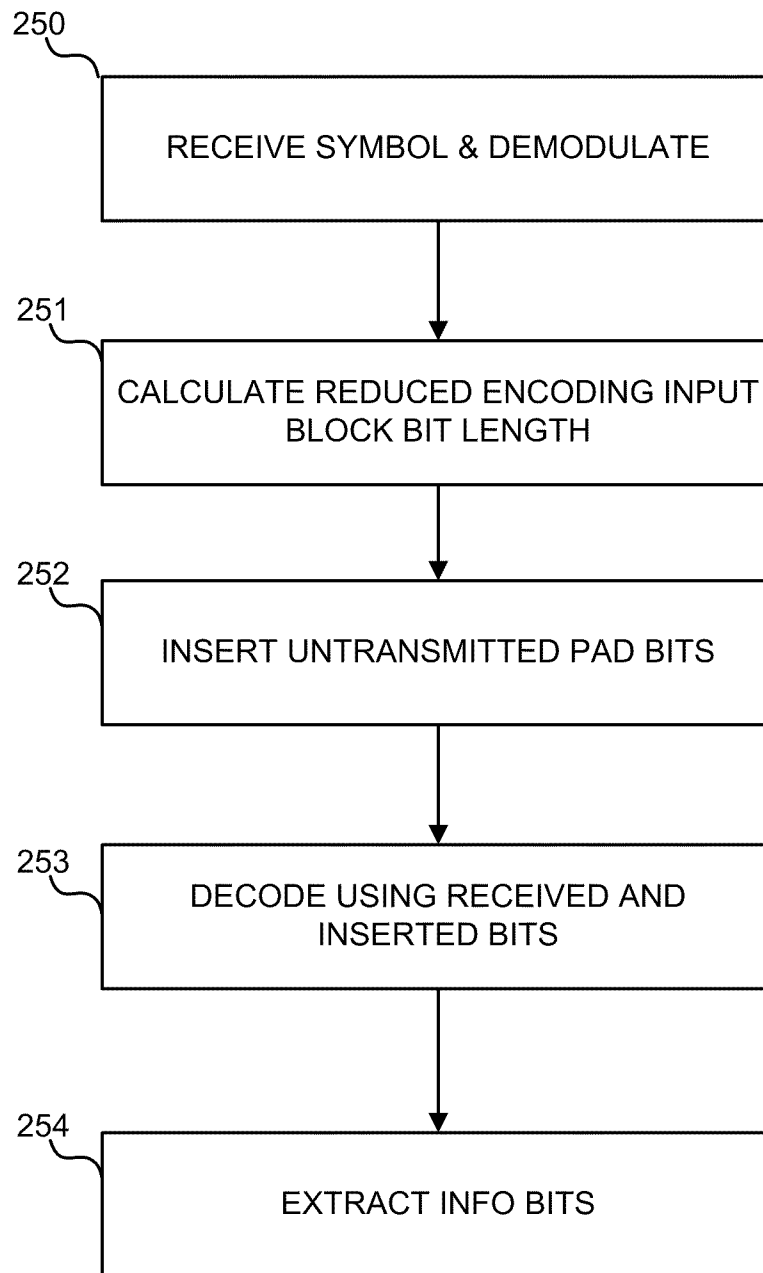 250
RECEIVE SYMBOL & DEMODULATE
251
CALCULATE REDUCED ENCODING INPUT
BLOCK BIT LENGTH
252
INSERT UNTRANSMITTED PAD BITS
253
DECODE USING RECEIVED AND
INSERTED BITS
254
EXTRACT INFO BITS